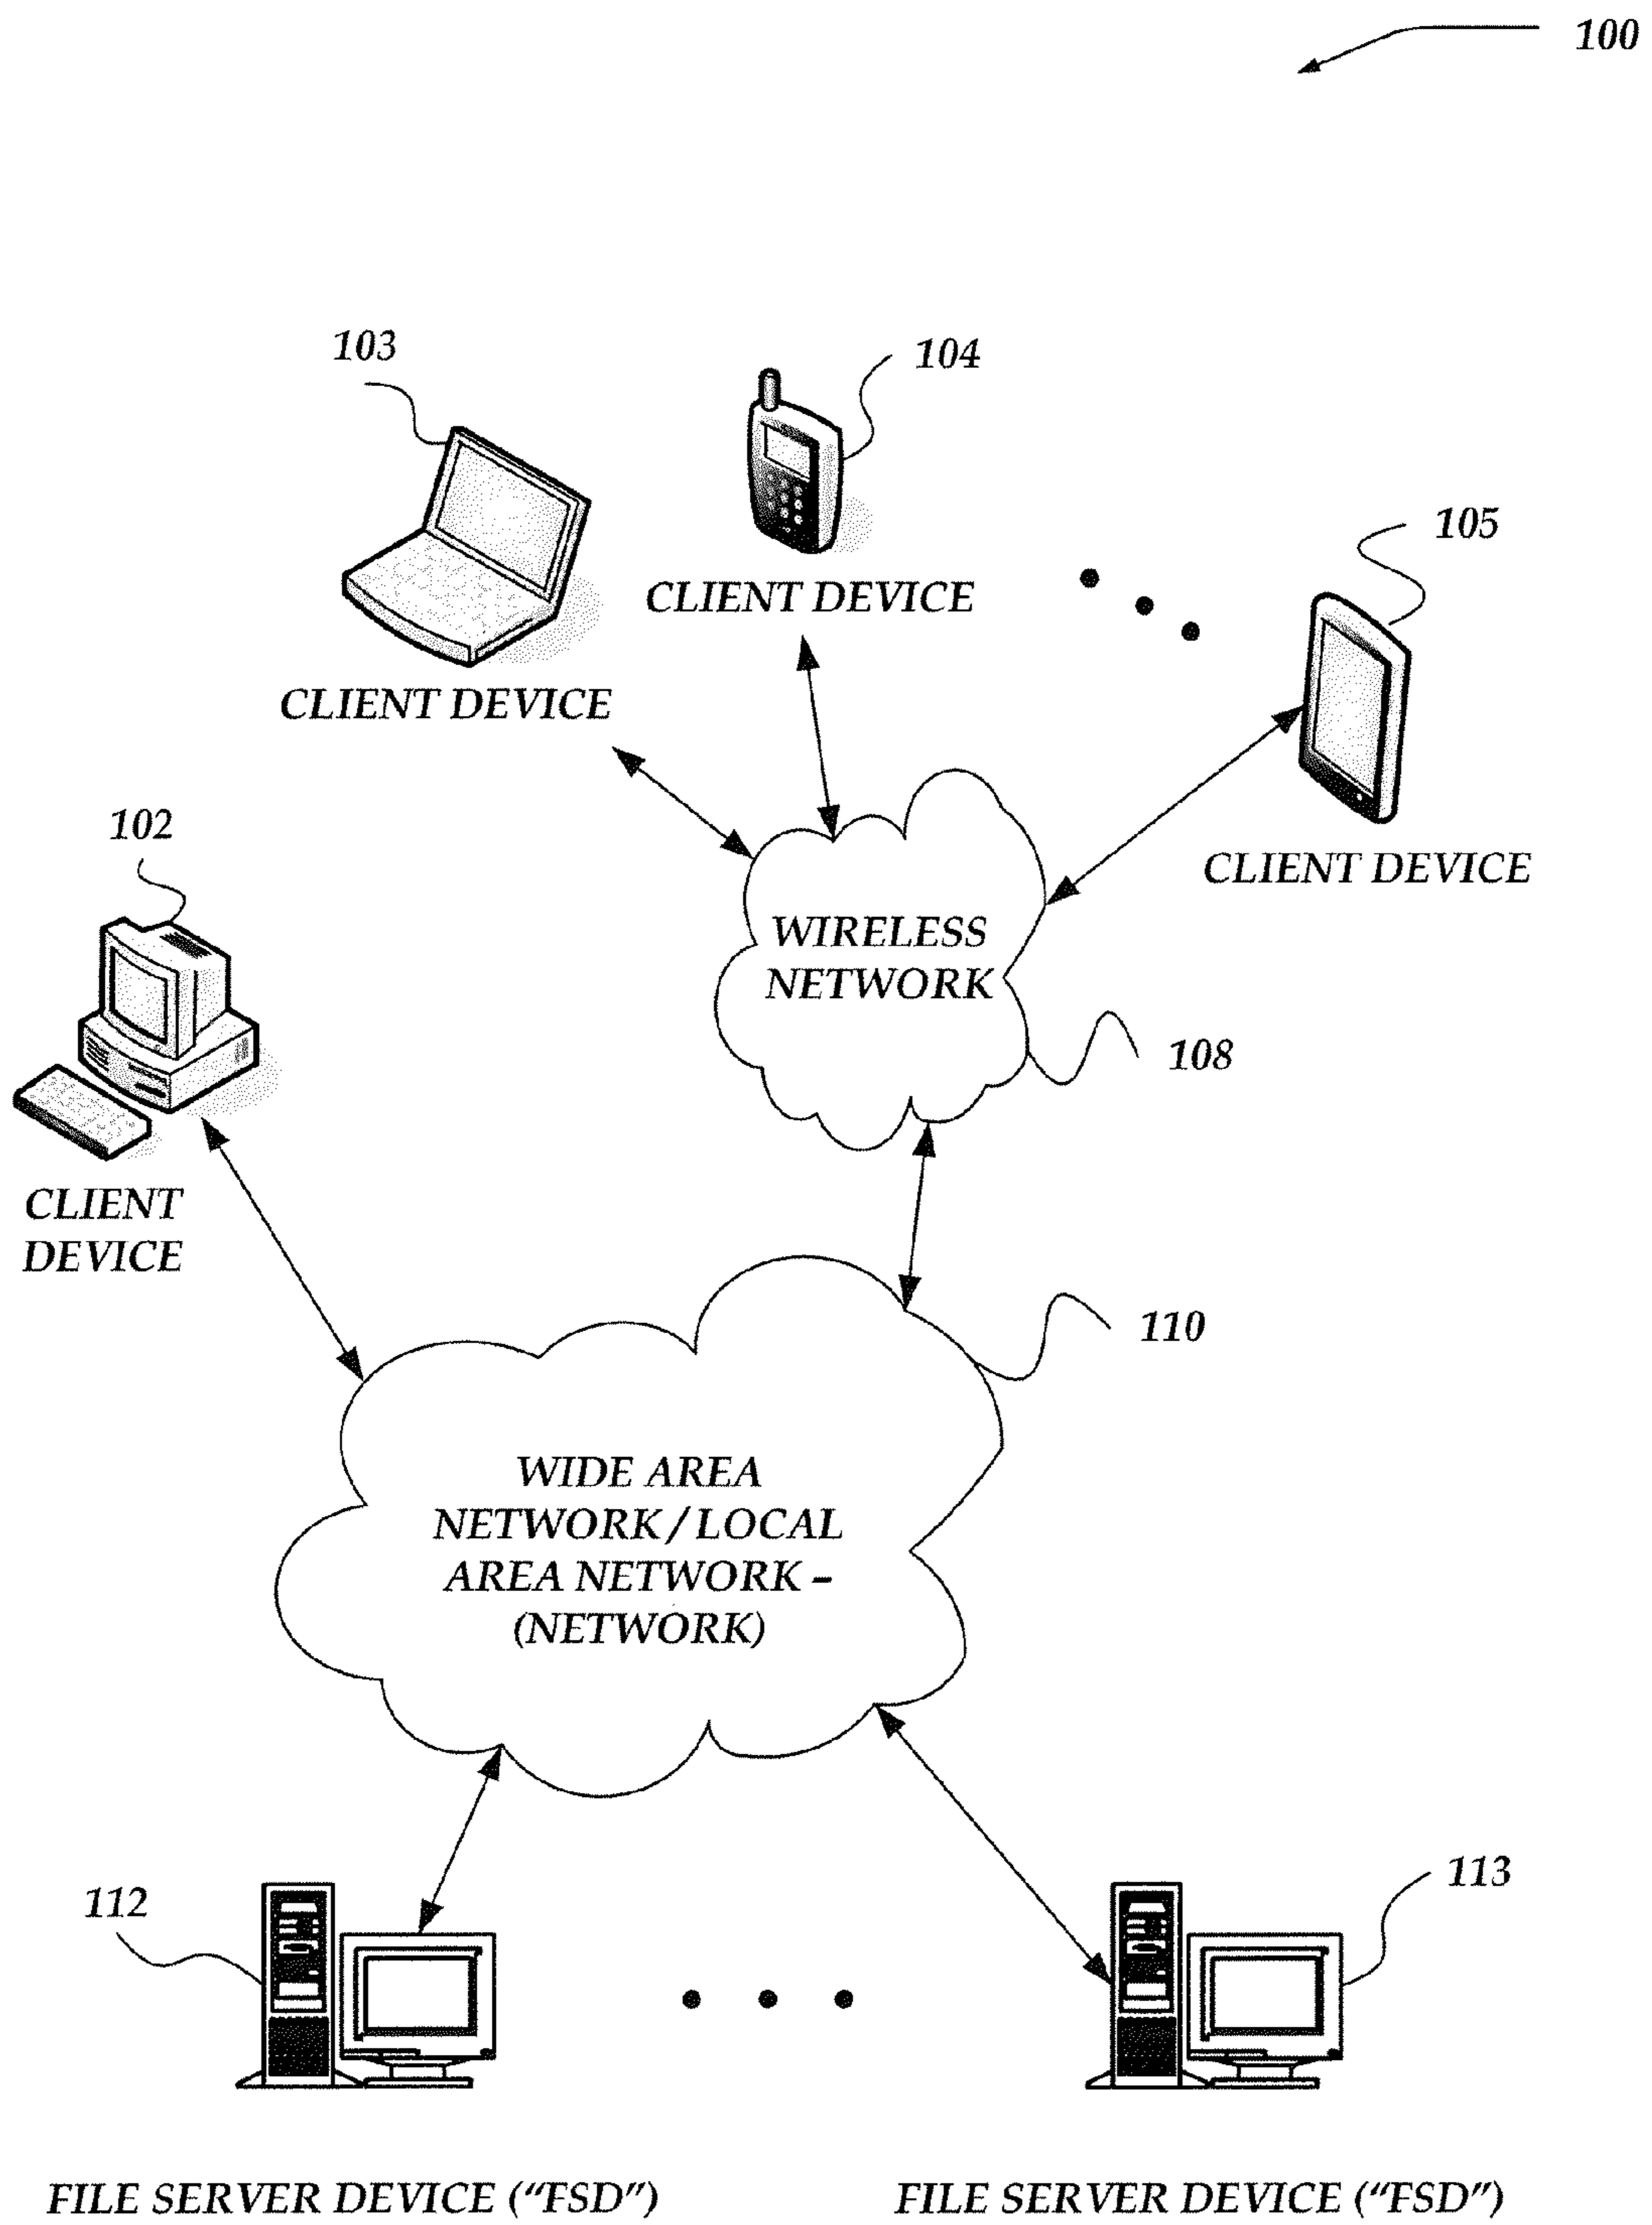 100
103
104
105
CLIENT DEVICE
CLIENT DEVICE
102
CLIENT DEVICE
WIRELESS
NETWORK
108
CLIENT
DEVICE
110
WIDE AREA
NETWORK/LOCAL
AREA NETWORK –
(NETWORK)
112
113
FILE SERVER DEVICE ("FSD")
FILE SERVER DEVICE ("FSD")